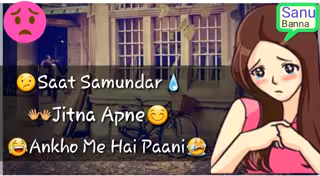 Sanu
Banna
😕Saat Samundar💧
👐Jitna Apne😊
😭Ankho Me Hai Paani😭